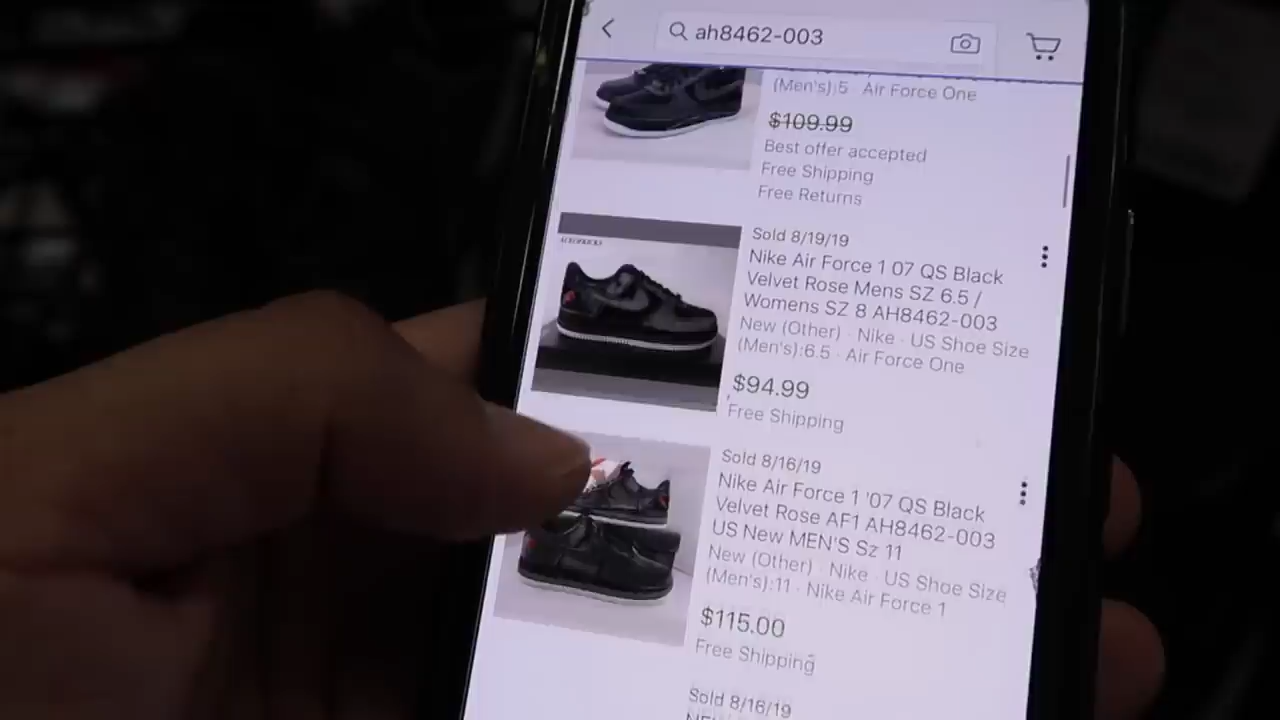 ah8462-003
(Men's):5 · Air Force One
$109.99
Best offer accepted
Free Shipping
Free Returns
Sold 8/19/19
Nike Air Force 1 07 QS Black
Velvet Rose Mens SZ 6.5 /
Womens SZ 8 AH8462-003
New (Other) · Nike · US Shoe Size
(Men's):6.5 · Air Force One
$94.99
Free Shipping
Sold 8/16/19
Nike Air Force 1 '07 QS Black
Velvet Rose AF1 AH8462-003
US New MEN'S Sz 11
New (Other) · Nike · US Shoe Size
(Men's):11 · Nike Air Force 1
$115.00
Free Shipping
Sold 8/16/19